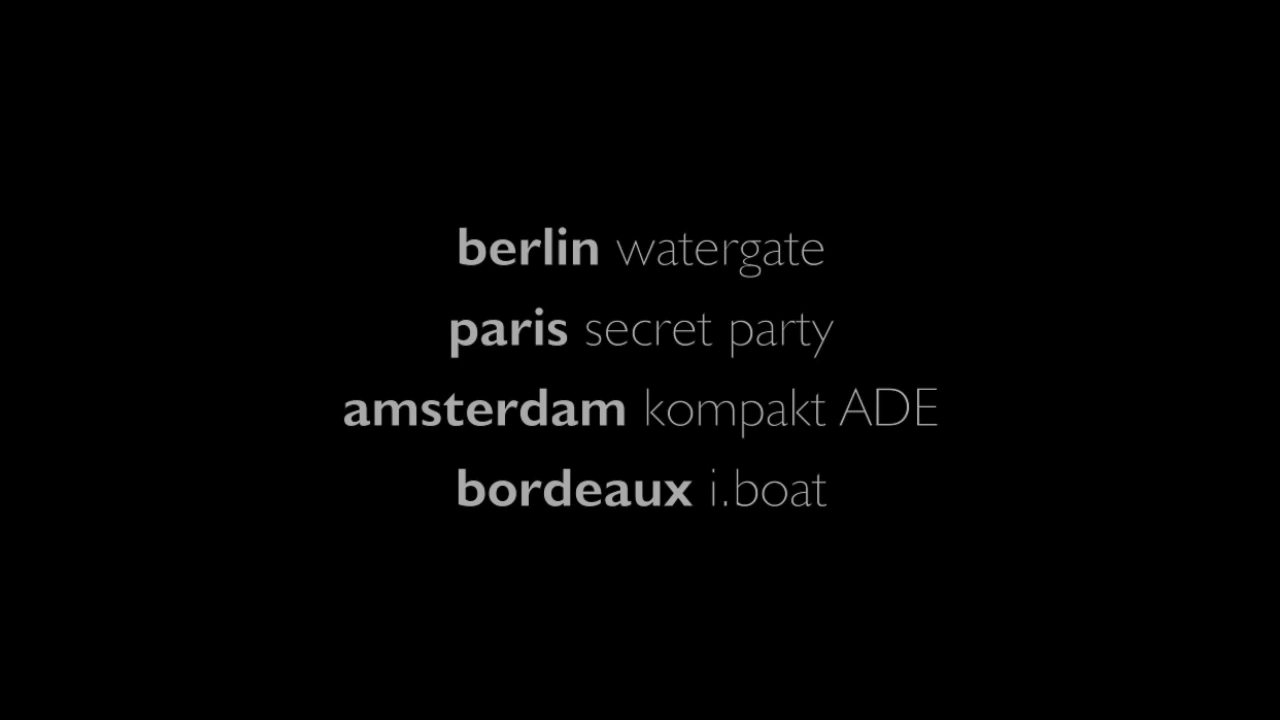 berlin watergate
paris secret party
amsterdam kompakt ADE
bordeaux i.boat